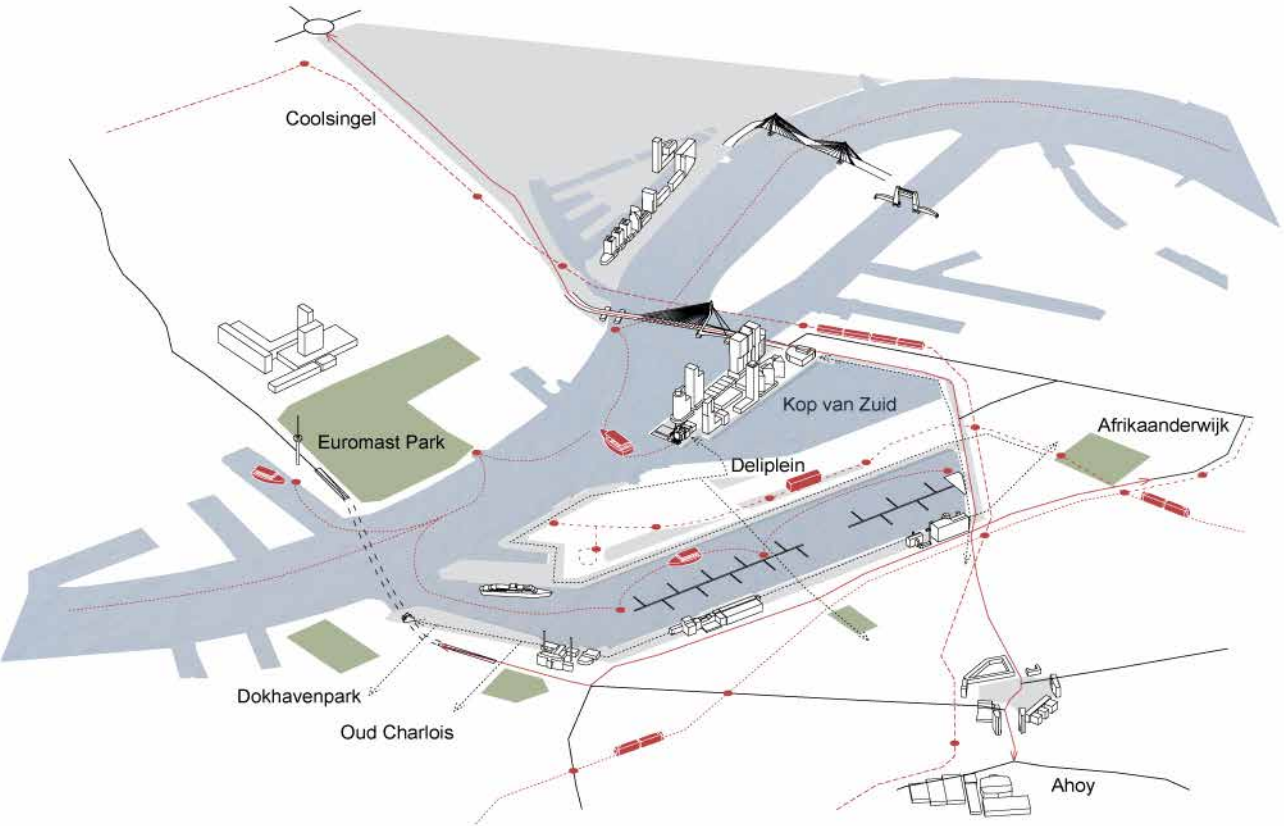 Coolsingel
Kop van Zuid
Afrikaanderwijk
Euromast Park
Deliplein
Dokhavenpark
Oud Charlois
Ahoy